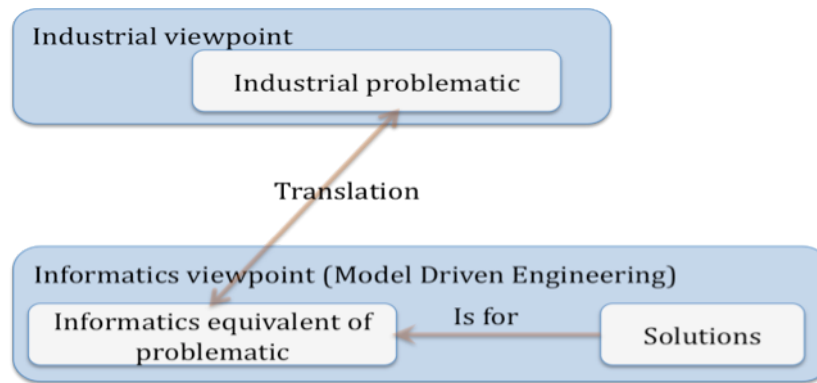 Industrial viewpoint
Industrial problematic
Translation
Informatics viewpoint (Model Driven Engineering)
Informatics equivalent of
problematic
Is for
Solutions